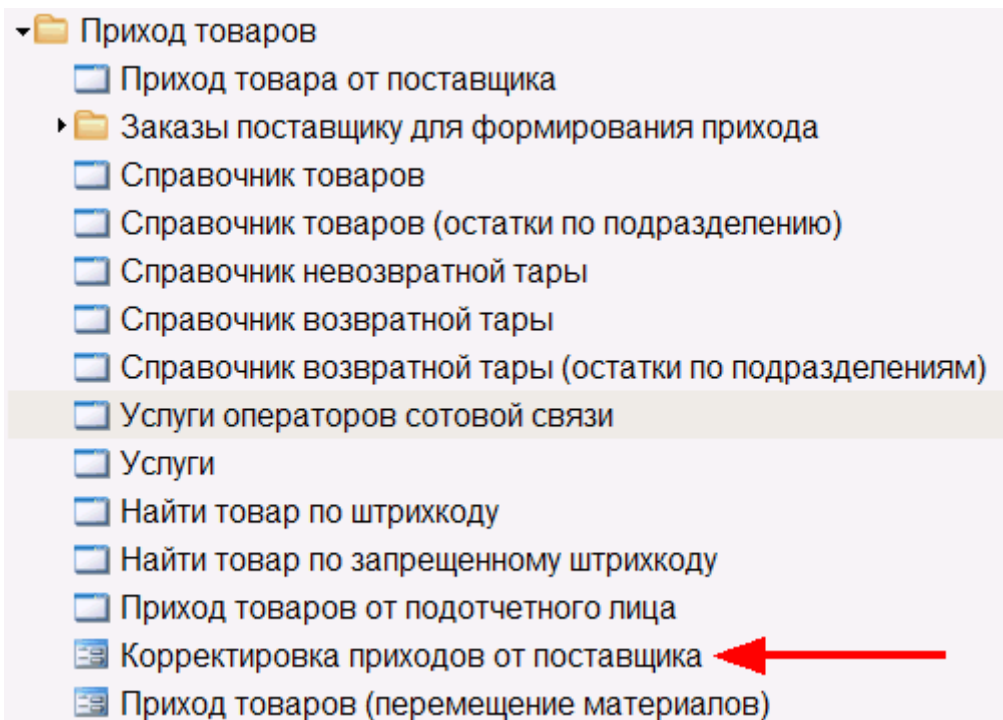 Приход товаров
Приход товара от поставщика
Заказы поставщику для формирования прихода
Справочник товаров
Справочник товаров (остатки по подразделению)
Справочник невозвратной тары
Справочник возвратной тары
Справочник возвратной тары (остатки по подразделениям)
Услуги операторов сотовой связи
Услуги
Найти товар по штрихкоду
Найти товар по запрещенному штрихкоду
Приход товаров от подотчетного лица
Корректировка приходов от поставщика
Приход товаров (перемещение материалов)